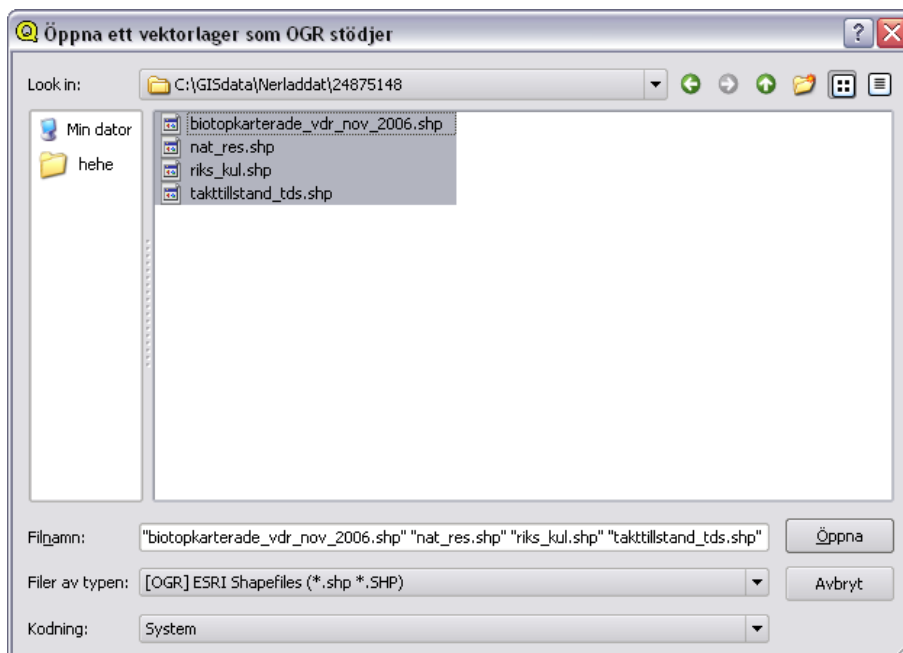 Öppna ett vektorlager som OGR stödjer
Look in: C:\GISdata\Nerladdat\24875148
Min dator
hehe
biotopkarterade_vdr_nov_2006.shp
nat_res.shp
riks_kul.shp
takttillstand_tds.shp
Filnamn: "biotopkarterade_vdr_nov_2006.shp" "nat_res.shp" "riks_kul.shp" "takttillstand_tds.shp" Öppna
Filer av typen: [OGR] ESRI Shapefiles (*.shp *.SHP) Avbryt
Kodning: System